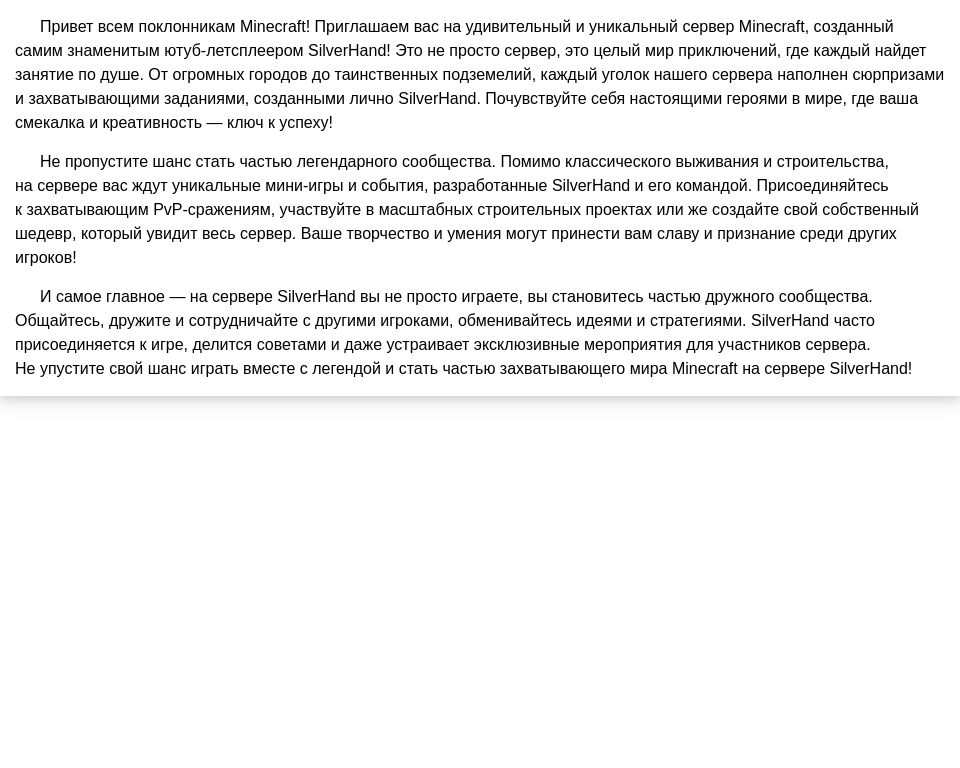 Привет всем поклонникам Minecraft! Приглашаем вас на удивительный и уникальный сервер Minecraft, созданный
самим знаменитым ютуб-летсплеером SilverHand! Это не просто сервер, это целый мир приключений, где каждый найдет
занятие по душе. От огромных городов до таинственных подземелий, каждый уголок нашего сервера наполнен сюрпризами
и захватывающими заданиями, созданными лично SilverHand. Почувствуйте себя настоящими героями в мире, где ваша
смекалка и креативность — ключ к успеху!
Не пропустите шанс стать частью легендарного сообщества. Помимо классического выживания и строительства,
на сервере вас ждут уникальные мини-игры и события, разработанные SilverHand и его командой. Присоединяйтесь
к захватывающим PvP-сражениям, участвуйте в масштабных строительных проектах или же создайте свой собственный
шедевр, который увидит весь сервер. Ваше творчество и умения могут принести вам славу и признание среди других
игроков!
И самое главное — на сервере SilverHand вы не просто играете, вы становитесь частью дружного сообщества.
Общайтесь, дружите и сотрудничайте с другими игроками, обменивайтесь идеями и стратегиями. SilverHand часто
присоединяется к игре, делится советами и даже устраивает эксклюзивные мероприятия для участников сервера.
Не упустите свой шанс играть вместе с легендой и стать частью захватывающего мира Minecraft на сервере SilverHand!